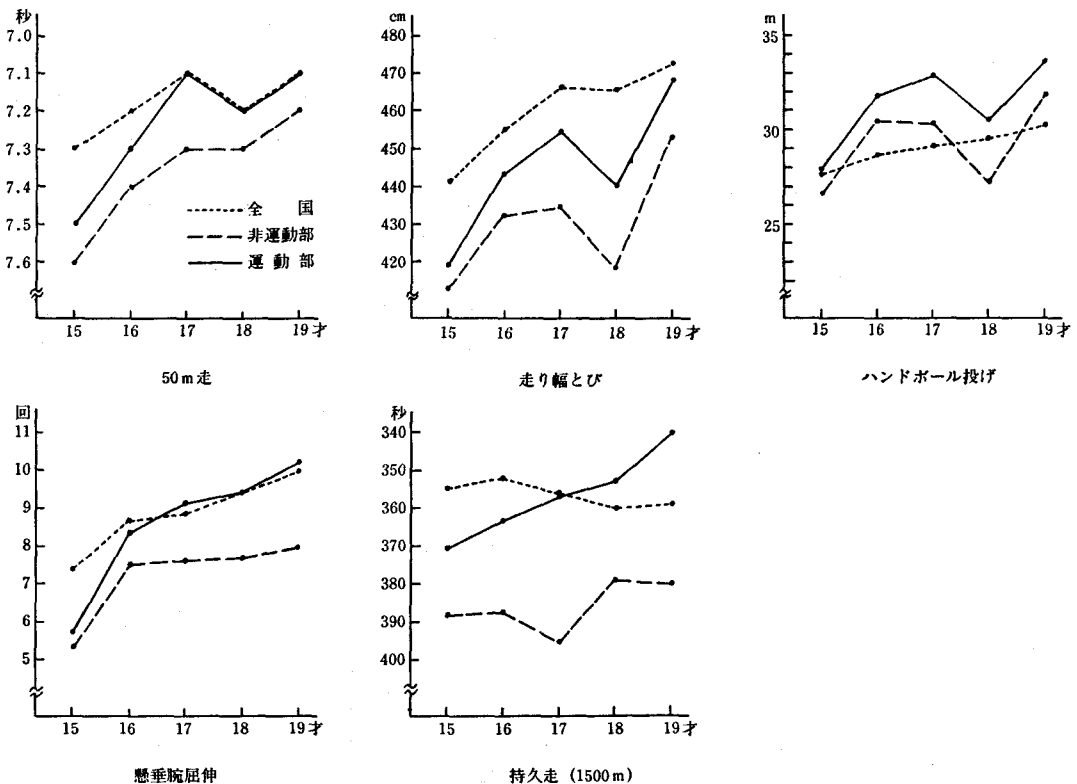 秒
7.0
7.1
7.2
7.3
7.4
7.5
7.6
全 国
非運動部
運 動 部
15 16 17 18 19才
50m走
cm
480
470
460
450
440
430
420
15 16 17 18 19才
走り幅とび
m
35
30
25
15 16 17 18 19才
ハンドボール投げ
回
11
10
9
8
7
6
5
15 16 17 18 19才
懸垂腕屈伸
秒
340
350
360
370
380
390
400
15 16 17 18 19才
持久走 (1500m)